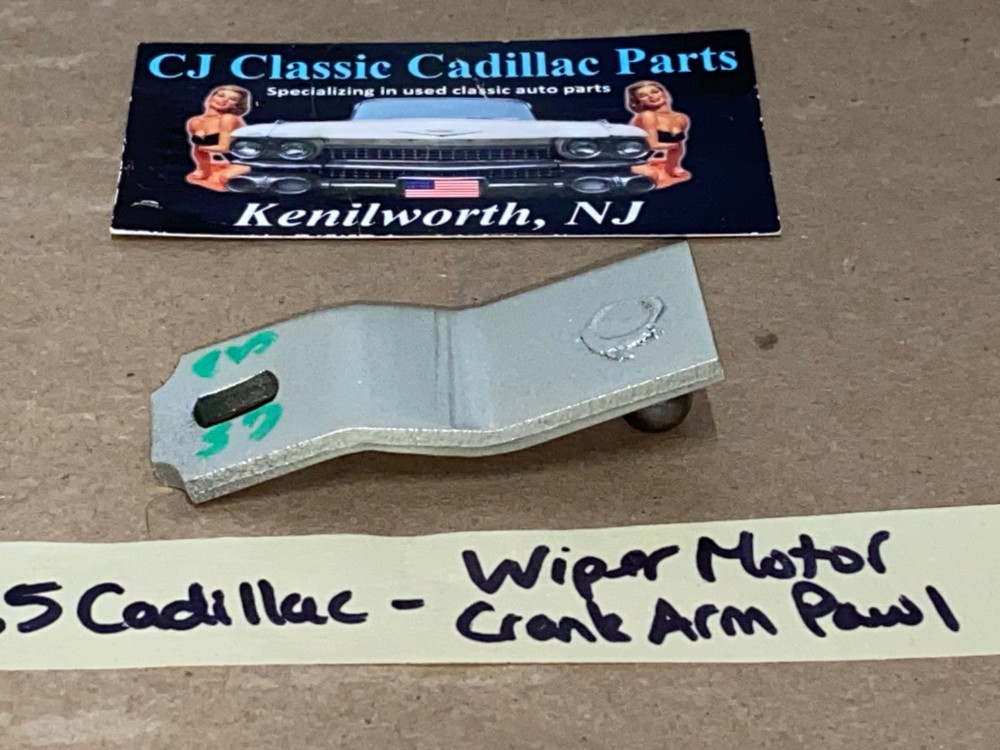 CJ Classic Cadillac Parts
Specializing in used classic auto parts
Kenilworth, NJ
5 Cadillac - Wiper Motor
Crank Arm Pawl